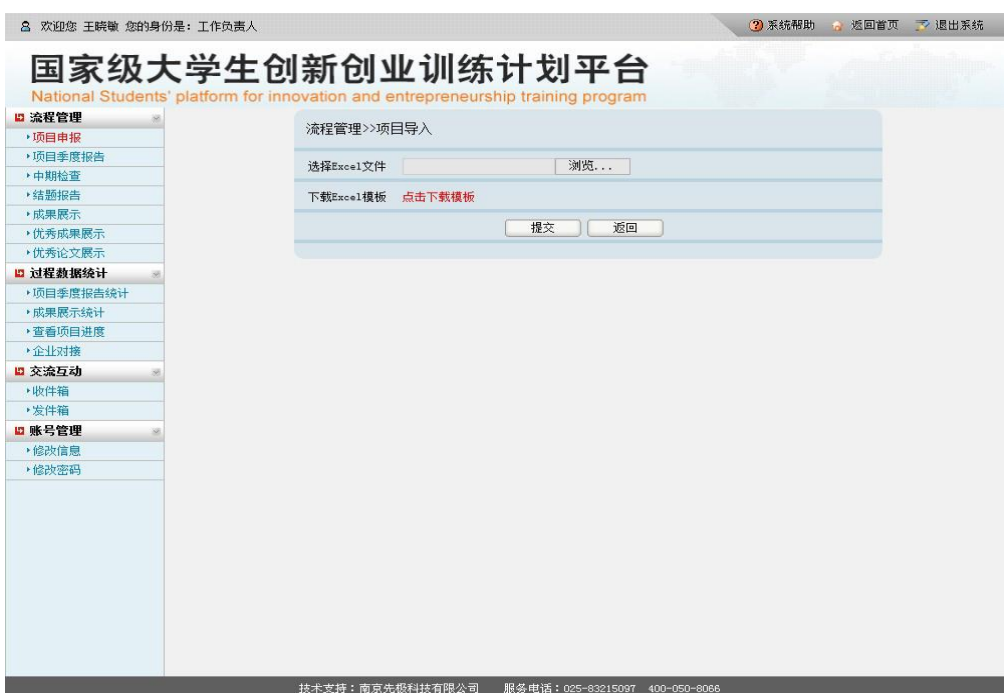 欢迎您 王晓敏 您的身份是：工作负责人
系统帮助 返回首页 退出系统
国家级大学生创新创业训练计划平台
National Students' platform for innovation and entrepreneurship training program
流程管理
项目申报
项目季度报告
中期检查
结题报告
成果展示
优秀成果展示
优秀论文展示
过程数据统计
项目季度报告统计
成果展示统计
查看项目进度
企业对接
交流互动
收件箱
发件箱
账号管理
修改信息
修改密码
流程管理>>项目导入
选择Excel文件 浏览...
下载Excel模板 点击下载模板
提交 返回
技术支持：南京先极科技有限公司 服务电话：025-83215097 400-050-8066